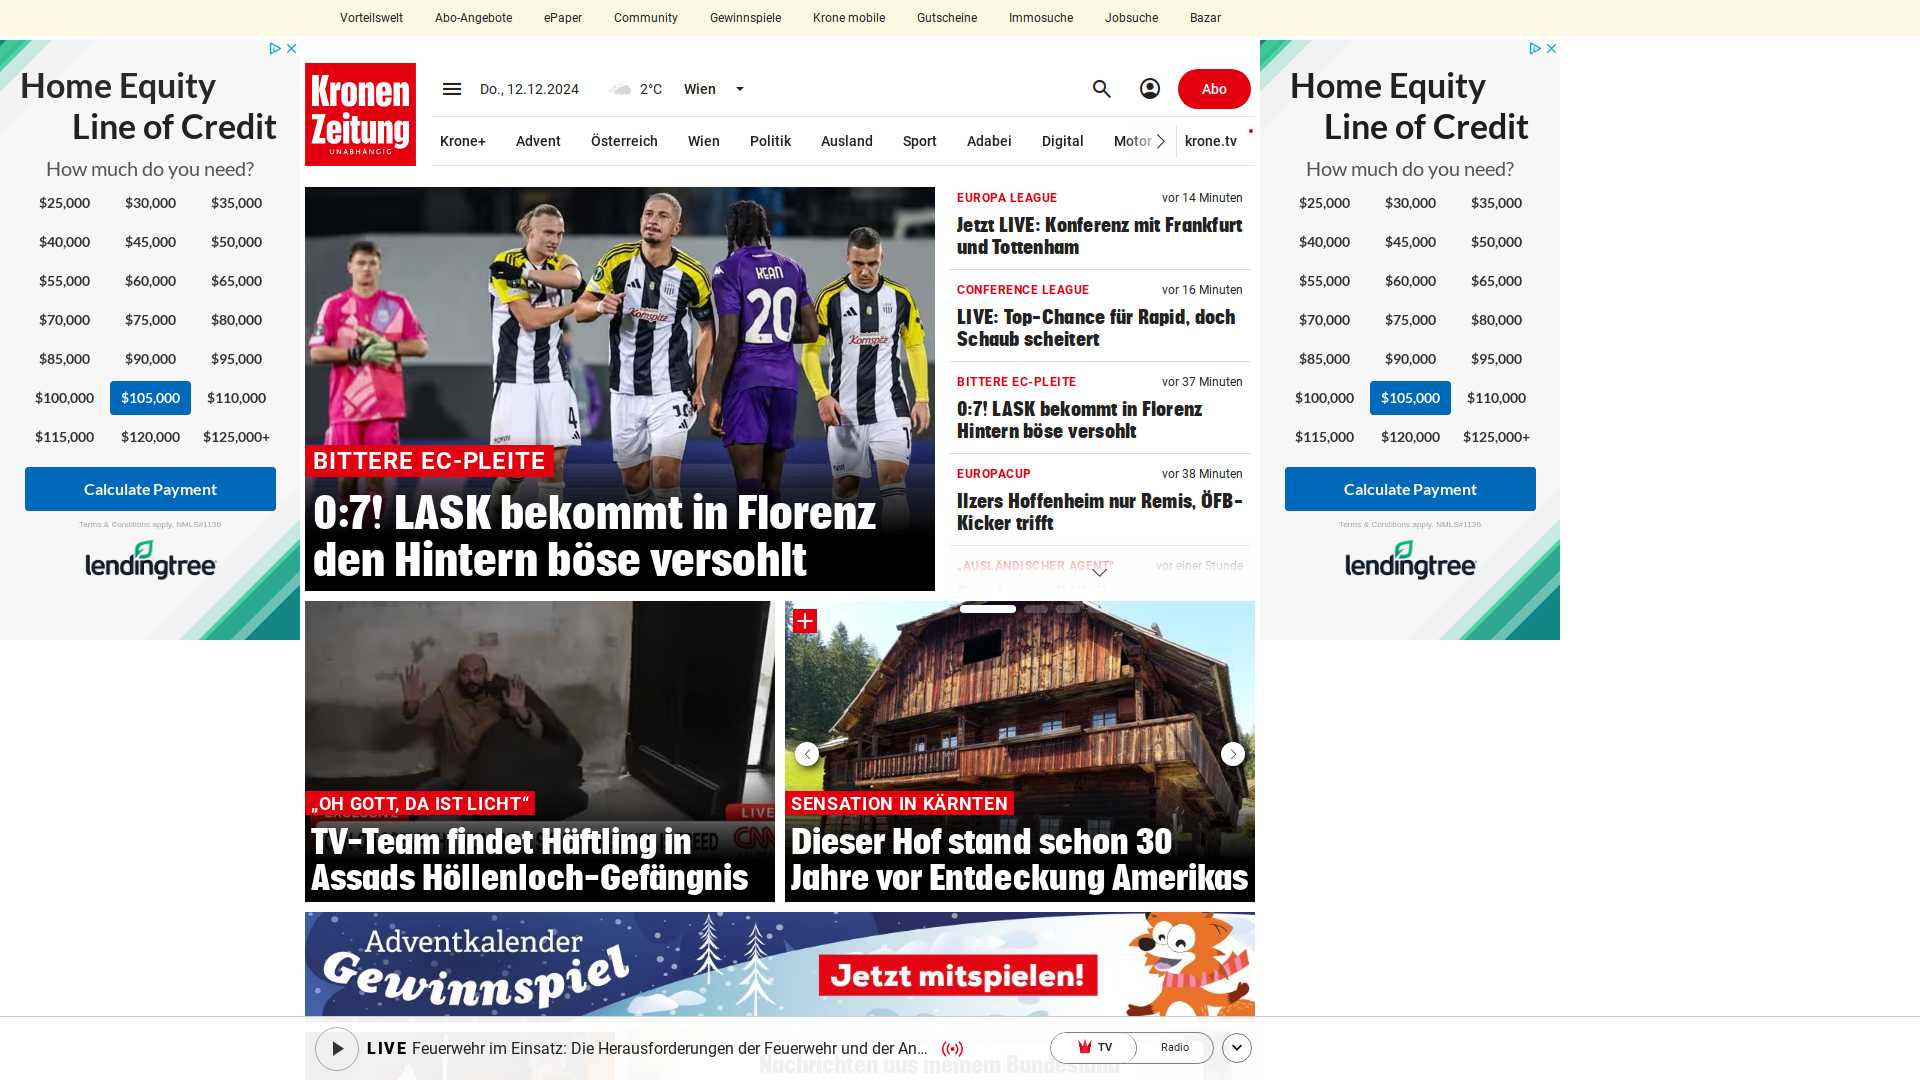 Vorteilswelt
Abo-Angebote
ePaper
Community
Gewinnspiele
Krone mobile
Gutscheine
Immosuche
Jobsuche
Bazar
Home Equity
Line of Credit
How much do you need?
$25,000 $30,000 $35,000
$40,000 $45,000 $50,000
$55,000 $60,000 $65,000
$70,000 $75,000 $80,000
$85,000 $90,000 $95,000
$100,000 $105,000 $110,000
$115,000 $120,000 $125,000+
Calculate Payment
Terms & Conditions apply. NMLS#1136
lendingtree
Kronen
Zeitung
UNABHÄNGIG
Do., 12.12.2024
2°C
Wien
Abo
Krone+
Advent
Österreich
Wien
Politik
Ausland
Sport
Adabei
Digital
Motor
krone.tv
KEAN
20
Kornspitz
4
10
Kornspitz
1
BITTERE EC-PLEITE
0:7! LASK bekommt in Florenz
den Hintern böse versohlt
EUROPA LEAGUE vor 14 Minuten
Jetzt LIVE: Konferenz mit Frankfurt
und Tottenham
CONFERENCE LEAGUE vor 16 Minuten
LIVE: Top-Chance für Rapid, doch
Schaub scheitert
BITTERE EC-PLEITE vor 37 Minuten
0:7! LASK bekommt in Florenz
Hintern böse versohlt
EUROPACUP vor 38 Minuten
Ilzers Hoffenheim nur Remis, ÖFB-
Kicker trifft
„AUSLÄNDISCHER AGENT“ vor einer Stunde
LIVE
CNN
„OH GOTT, DA IST LICHT“
TV-Team findet Häftling in
Assads Höllenloch-Gefängnis
SENSATION IN KÄRNTEN
Dieser Hof stand schon 30
Jahre vor Entdeckung Amerikas
Adventkalender
Gewinnspiel
Jetzt mitspielen!
LIVE Feuerwehr im Einsatz: Die Herausforderungen der Feuerwehr und der An...
TV
Radio
Nachrichten aus meinem Bundesland
Home Equity
Line of Credit
How much do you need?
$25,000 $30,000 $35,000
$40,000 $45,000 $50,000
$55,000 $60,000 $65,000
$70,000 $75,000 $80,000
$85,000 $90,000 $95,000
$100,000 $105,000 $110,000
$115,000 $120,000 $125,000+
Calculate Payment
Terms & Conditions apply. NMLS#1136
lendingtree